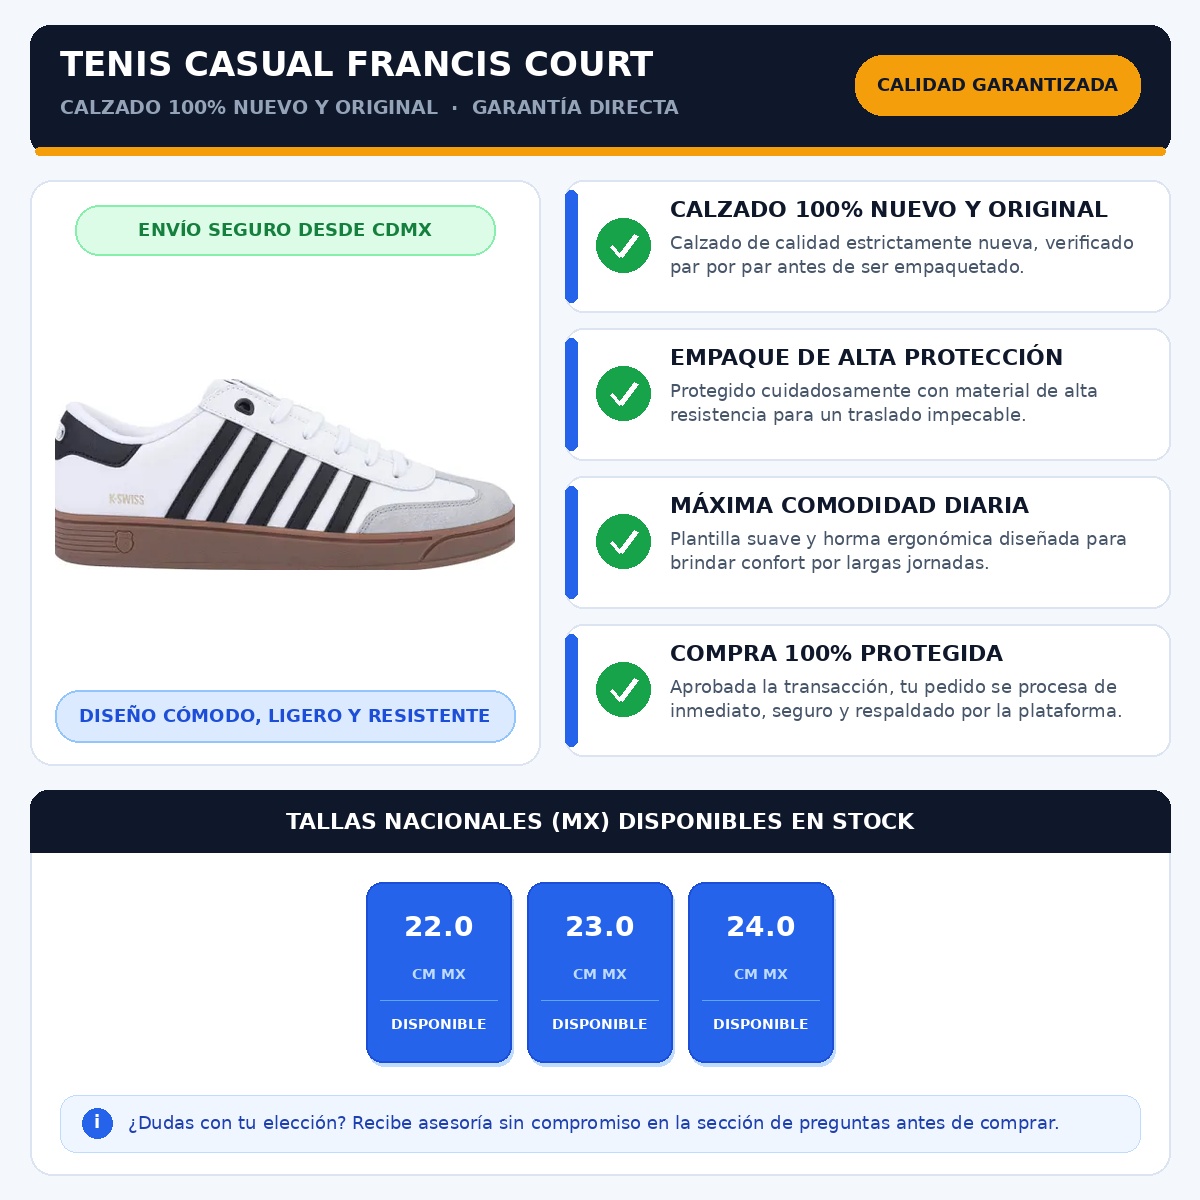 TENIS CASUAL FRANCIS COURT
CALZADO 100% NUEVO Y ORIGINAL · GARANTÍA DIRECTA
CALIDAD GARANTIZADA
ENVÍO SEGURO DESDE CDMX
K·SWISS
DISEÑO CÓMODO, LIGERO Y RESISTENTE
CALZADO 100% NUEVO Y ORIGINAL
Calzado de calidad estrictamente nueva, verificado
par por par antes de ser empaquetado.
EMPAQUE DE ALTA PROTECCIÓN
Protegido cuidadosamente con material de alta
resistencia para un traslado impecable.
MÁXIMA COMODIDAD DIARIA
Plantilla suave y horma ergonómica diseñada para
brindar confort por largas jornadas.
COMPRA 100% PROTEGIDA
Aprobada la transacción, tu pedido se procesa de
inmediato, seguro y respaldado por la plataforma.
TALLAS NACIONALES (MX) DISPONIBLES EN STOCK
22.0
CM MX
DISPONIBLE
23.0
CM MX
DISPONIBLE
24.0
CM MX
DISPONIBLE
i
¿Dudas con tu elección? Recibe asesoría sin compromiso en la sección de preguntas antes de comprar.